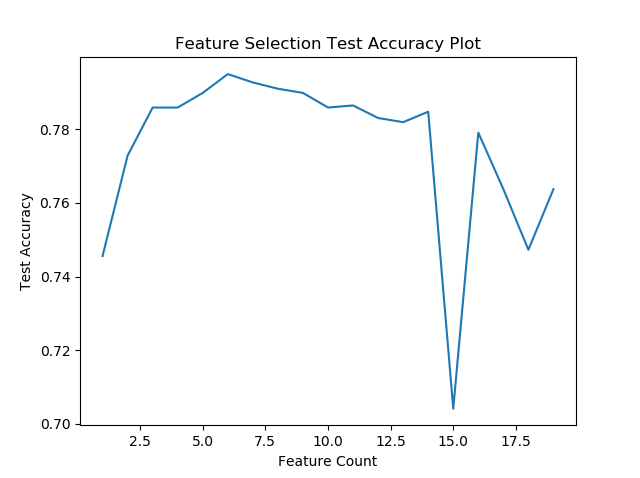 Feature Selection Test Accuracy Plot
0.78
0.76
0.74
0.72
0.70
Test Accuracy
2.5 5.0 7.5 10.0 12.5 15.0 17.5
Feature Count